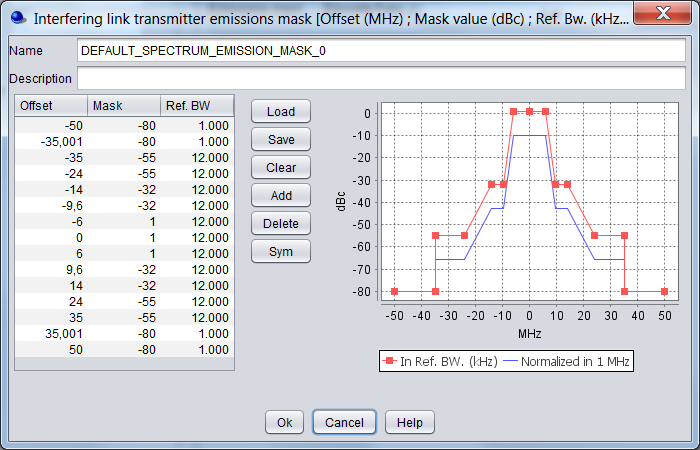 Interfering link transmitter emissions mask [Offset (MHz) ; Mask value (dBc) ; Ref. Bw. (kHz...
Name DEFAULT_SPECTRUM_EMISSION_MASK_0
Description
Offset Mask Ref. BW
-50 -80 1.000
-35,001 -80 1.000
-35 -55 12.000
-24 -55 12.000
-14 -32 12.000
-9,6 -32 12.000
-6 1 12.000
0 1 12.000
6 1 12.000
9,6 -32 12.000
14 -32 12.000
24 -55 12.000
35 -55 12.000
35,001 -80 1.000
50 -80 1.000
Load
Save
Clear
Add
Delete
Sym
dBc
0
-10
-20
-30
-40
-50
-60
-70
-80
-50 -40 -30 -20 -10 0 10 20 30 40 50
MHz
In Ref. BW. (kHz) Normalized in 1 MHz
Ok Cancel Help